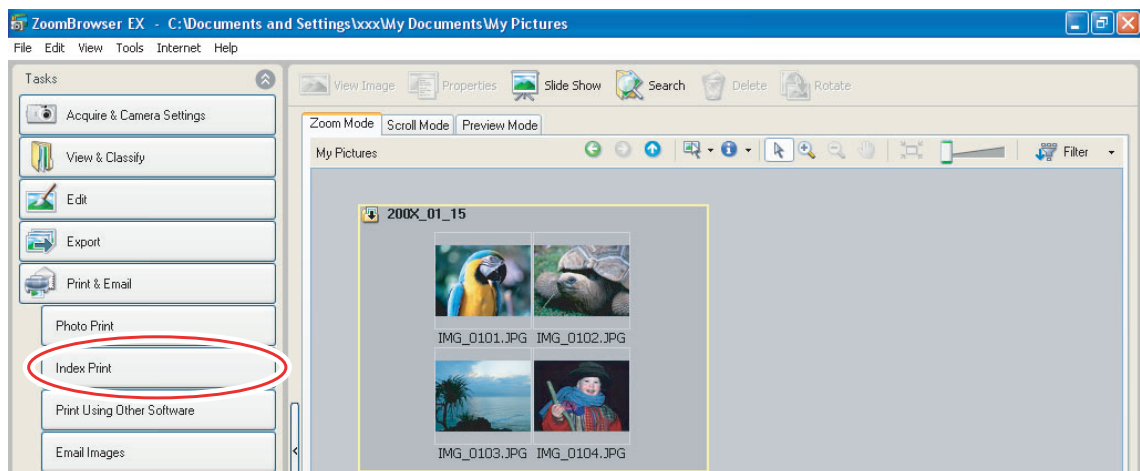 ZoomBrowser EX - C:\Documents and Settings\xxx\My Documents\My Pictures
File Edit View Tools Internet Help
Tasks
Acquire & Camera Settings
View & Classify
Edit
Export
Print & Email
Photo Print
Index Print
Print Using Other Software
Email Images
View Image Properties Slide Show Search Delete Rotate
Zoom Mode Scroll Mode Preview Mode
My Pictures
Filter
200X_01_15
IMG_0101.JPG IMG_0102.JPG
IMG_0103.JPG IMG_0104.JPG